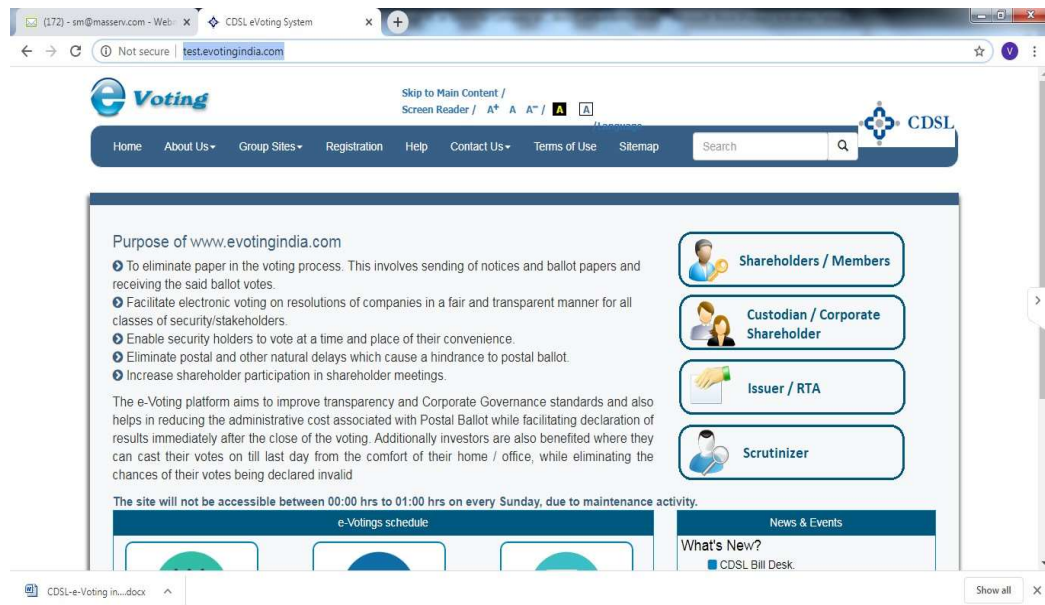 (172) - sm@masserv.com - Web
CDSL eVoting System
Not secure | test.evotingindia.com
V
e Voting
Skip to Main Content /
Screen Reader / A+ A A- / A A
/Language
CDSL
Home About Us Group Sites Registration Help Contact Us Terms of Use Sitemap Search
Purpose of www.evotingindia.com
To eliminate paper in the voting process. This involves sending of notices and ballot papers and
receiving the said ballot votes.
Facilitate electronic voting on resolutions of companies in a fair and transparent manner for all
classes of security/stakeholders.
Enable security holders to vote at a time and place of their convenience.
Eliminate postal and other natural delays which cause a hindrance to postal ballot.
Increase shareholder participation in shareholder meetings.
The e-Voting platform aims to improve transparency and Corporate Governance standards and also
helps in reducing the administrative cost associated with Postal Ballot while facilitating declaration of
results immediately after the close of the voting. Additionally investors are also benefited where they
can cast their votes on till last day from the comfort of their home / office, while eliminating the
chances of their votes being declared invalid
Shareholders / Members
Custodian / Corporate
Shareholder
Issuer / RTA
Scrutinizer
The site will not be accessible between 00:00 hrs to 01:00 hrs on every Sunday, due to maintenance activity.
e-Votings schedule
News & Events
What's New?
CDSL Bill Desk.
CDSL-e-Voting in....docx
Show all